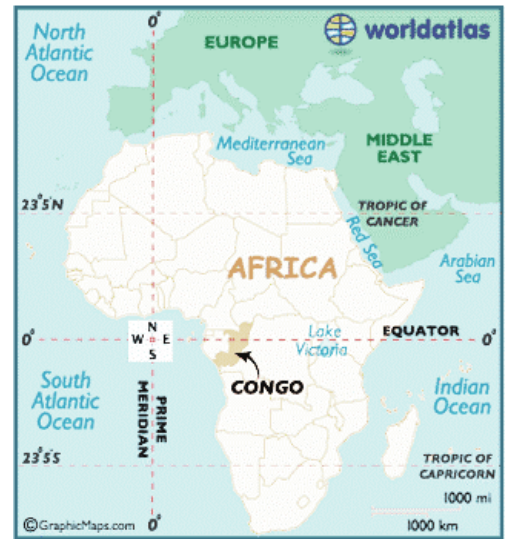 0°
worldatlas
North
Atlantic
Ocean
EUROPE
Mediterranean
Sea
MIDDLE
EAST
23°5'N
TROPIC OF
CANCER
Red Sea
AFRICA
Arabian
Sea
0°
N
W E
S
Lake
Victoria
EQUATOR
0°
CONGO
South
Atlantic
Ocean
PRIME
MERIDIAN
Indian
Ocean
23°5'S
TROPIC OF
CAPRICORN
1000 mi
1000 km
©GraphicMaps.com
0°